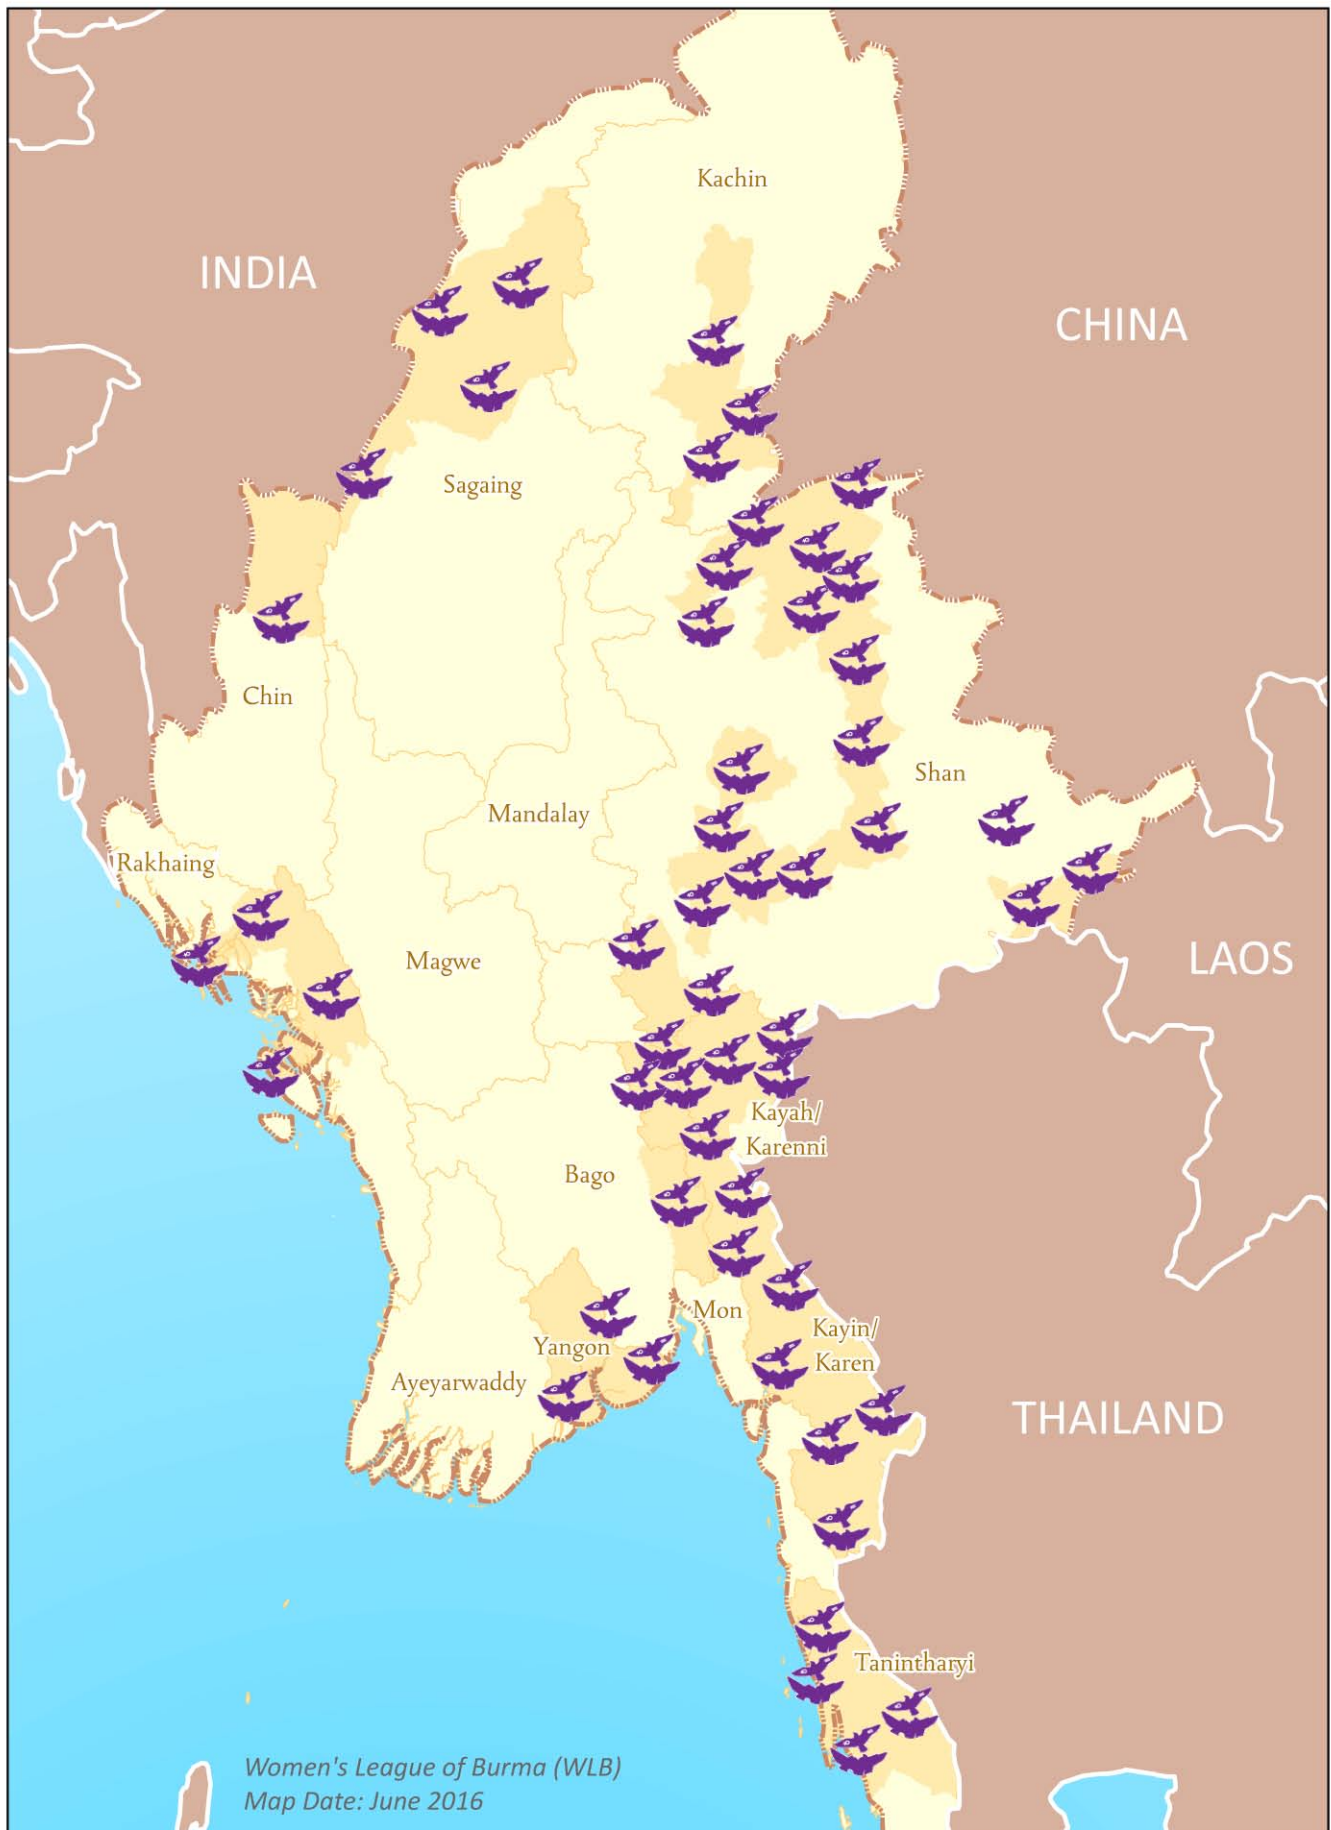 Kachin
INDIA
CHINA
Sagaing
Chin
Shan
Mandalay
Rakhaing
LAOS
Magwe
Kayah/
Karenni
Bago
Mon
Kayin/
Karen
Yangon
Ayeyarwaddy
THAILAND
Tanintharyi
Women's League of Burma (WLB)
Map Date: June 2016